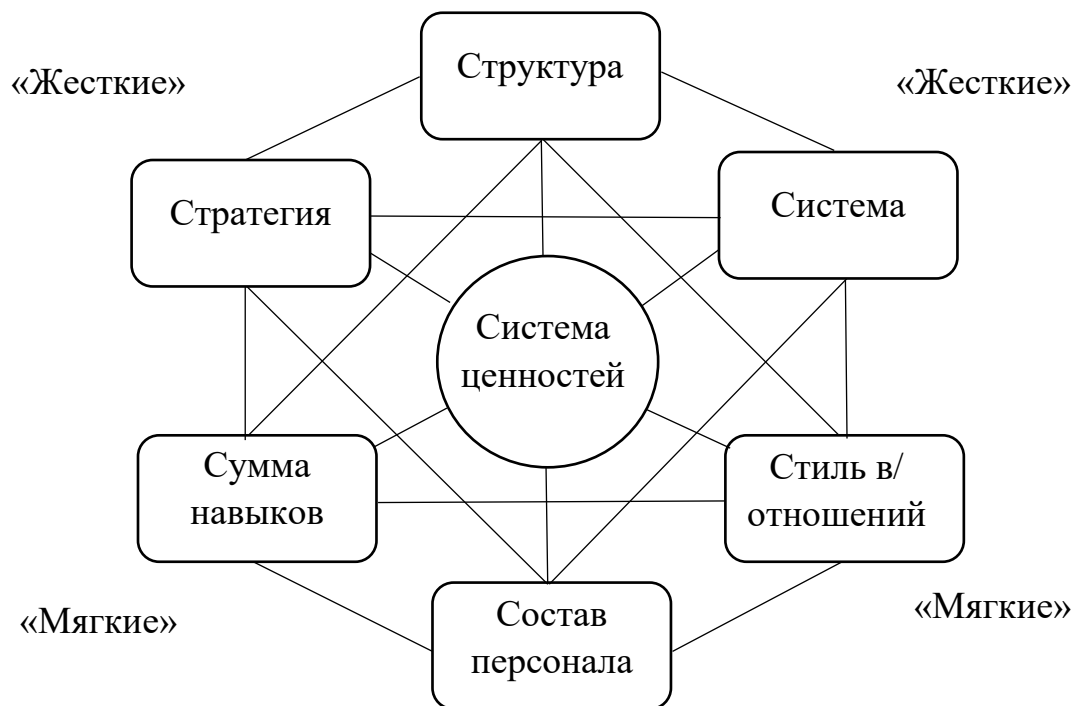 Структура
«Жесткие»
«Жесткие»
Стратегия
Система
Система
ценностей
Сумма
навыков
Стиль в/
отношений
Состав
персонала
«Мягкие»
«Мягкие»